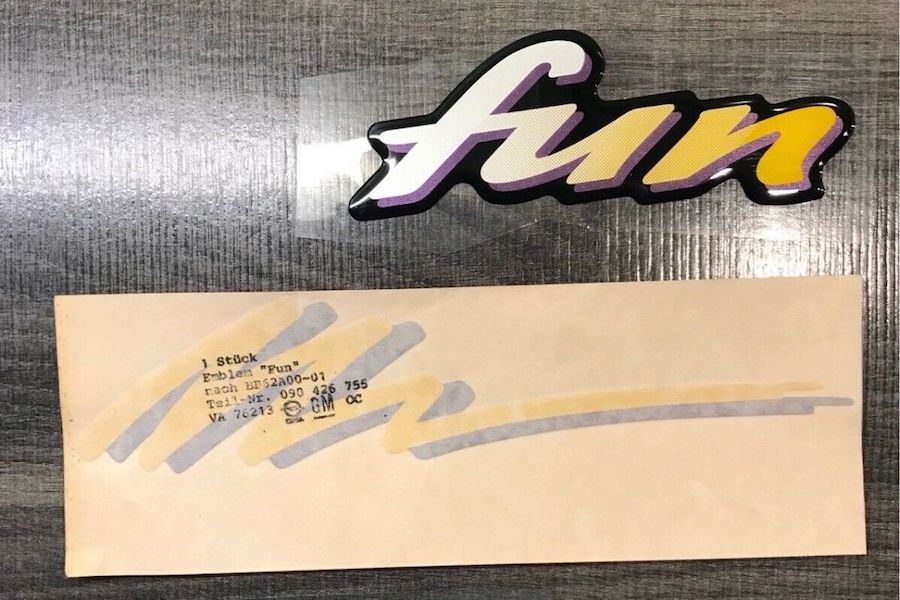 fun
1 Stück
Emblem "Fun"
nach BB62A00-01
Teil-Nr. 090 426 755
VA 76213 GM OC